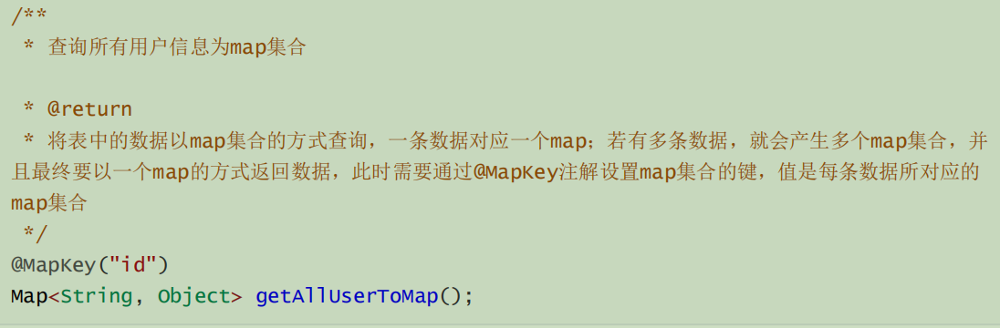 /**
* 查询所有用户信息为map集合
* @return
* 将表中的数据以map集合的方式查询，一条数据对应一个map；若有多条数据，就会产生多个map集合，并
且最终要以一个map的方式返回数据，此时需要通过@MapKey注解设置map集合的键，值是每条数据所对应的
map集合
*/
@MapKey("id")
Map<String, Object> getAllUserToMap();